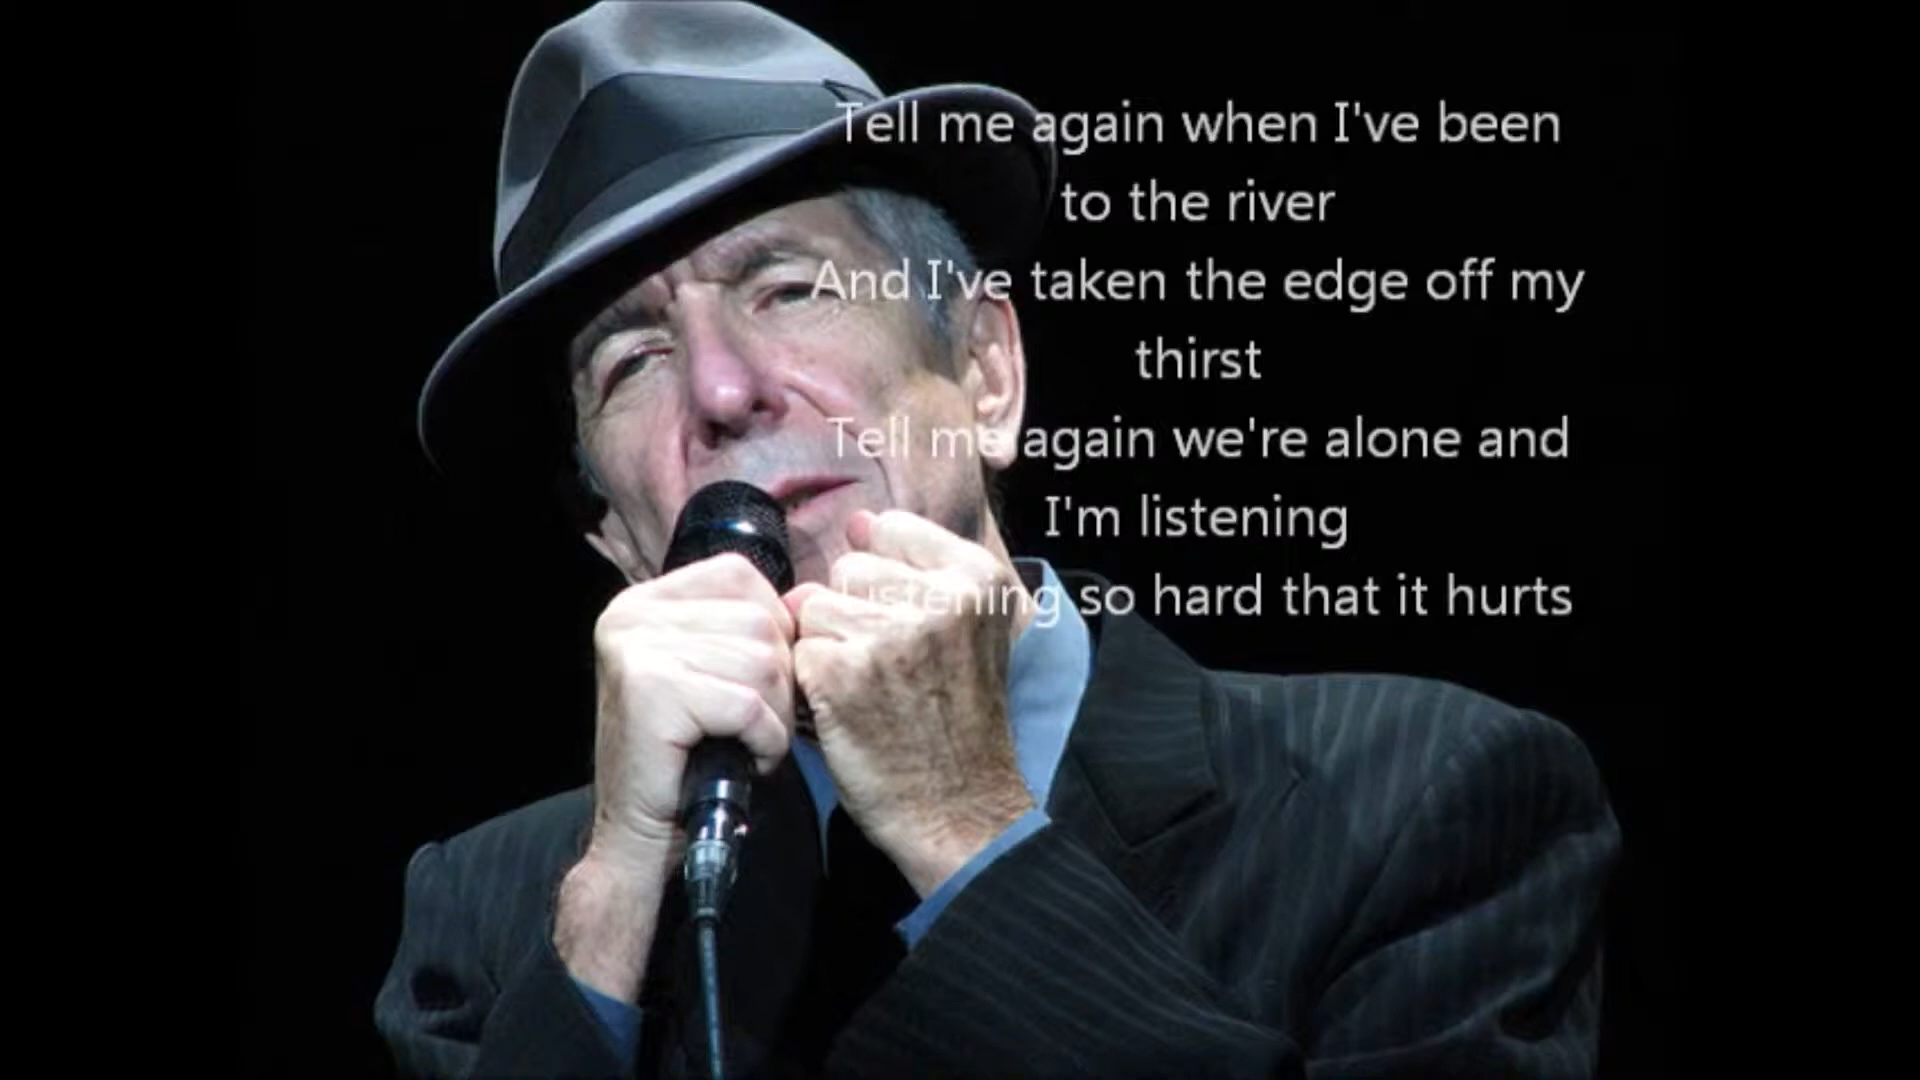 Tell me again when I've been
to the river
And I've taken the edge off my
thirst
Tell me again we're alone and
I'm listening
Listening so hard that it hurts